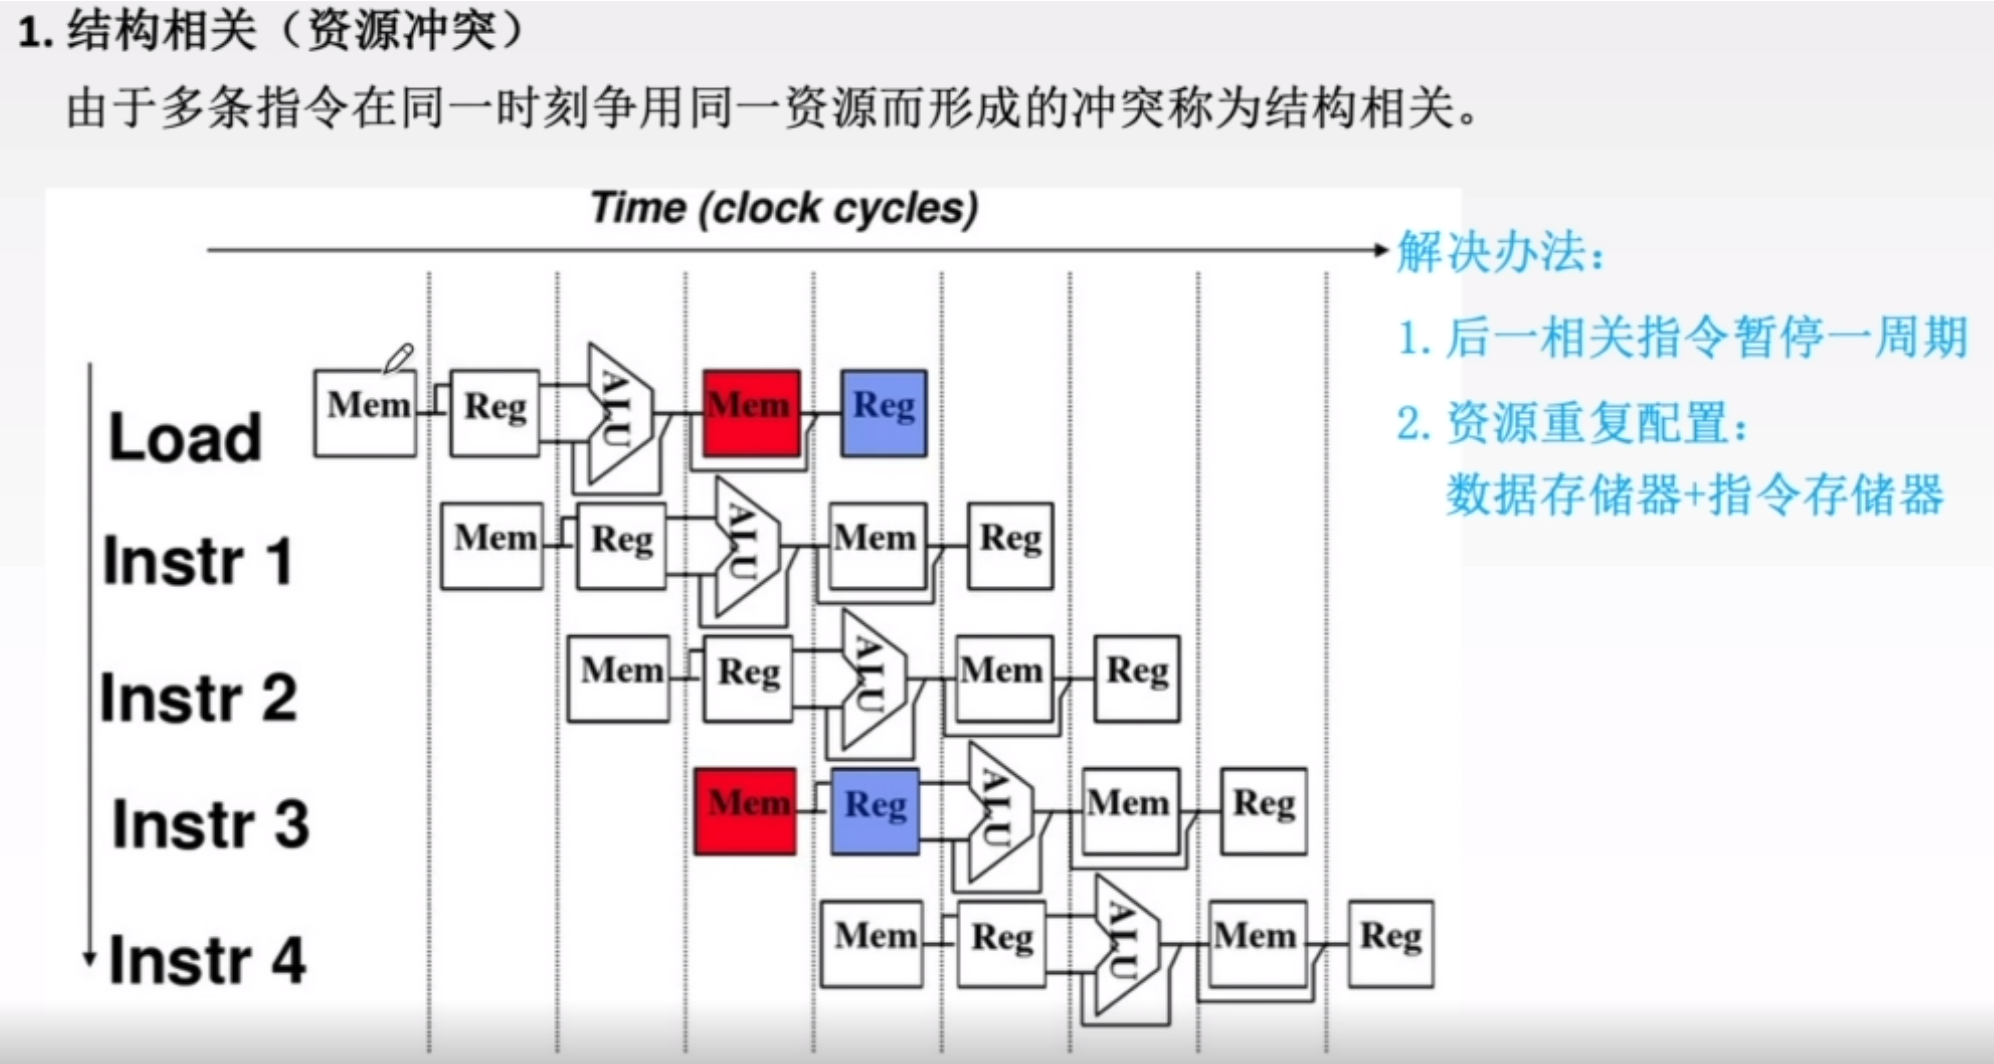 1. 结构相关（资源冲突）
由于多条指令在同一时刻争用同一资源而形成的冲突称为结构相关。
Time (clock cycles)
解决办法：
1. 后一相关指令暂停一周期
2. 资源重复配置：
数据存储器+指令存储器
Load Mem Reg ALU Mem Reg
Instr 1 Mem Reg ALU Mem Reg
Instr 2 Mem Reg ALU Mem Reg
Instr 3 Mem Reg ALU Mem Reg
Instr 4 Mem Reg ALU Mem Reg